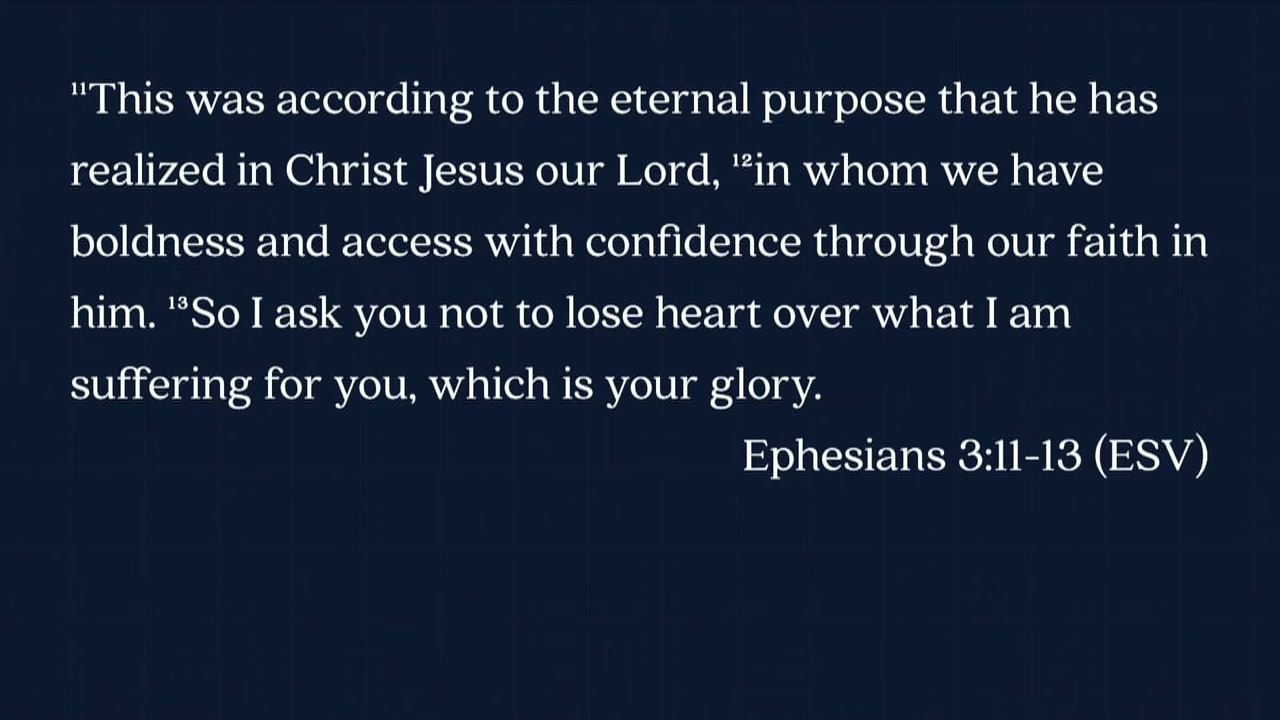 ¹¹This was according to the eternal purpose that he has
realized in Christ Jesus our Lord, ¹²in whom we have
boldness and access with confidence through our faith in
him. ¹³So I ask you not to lose heart over what I am
suffering for you, which is your glory.
Ephesians 3:11-13 (ESV)